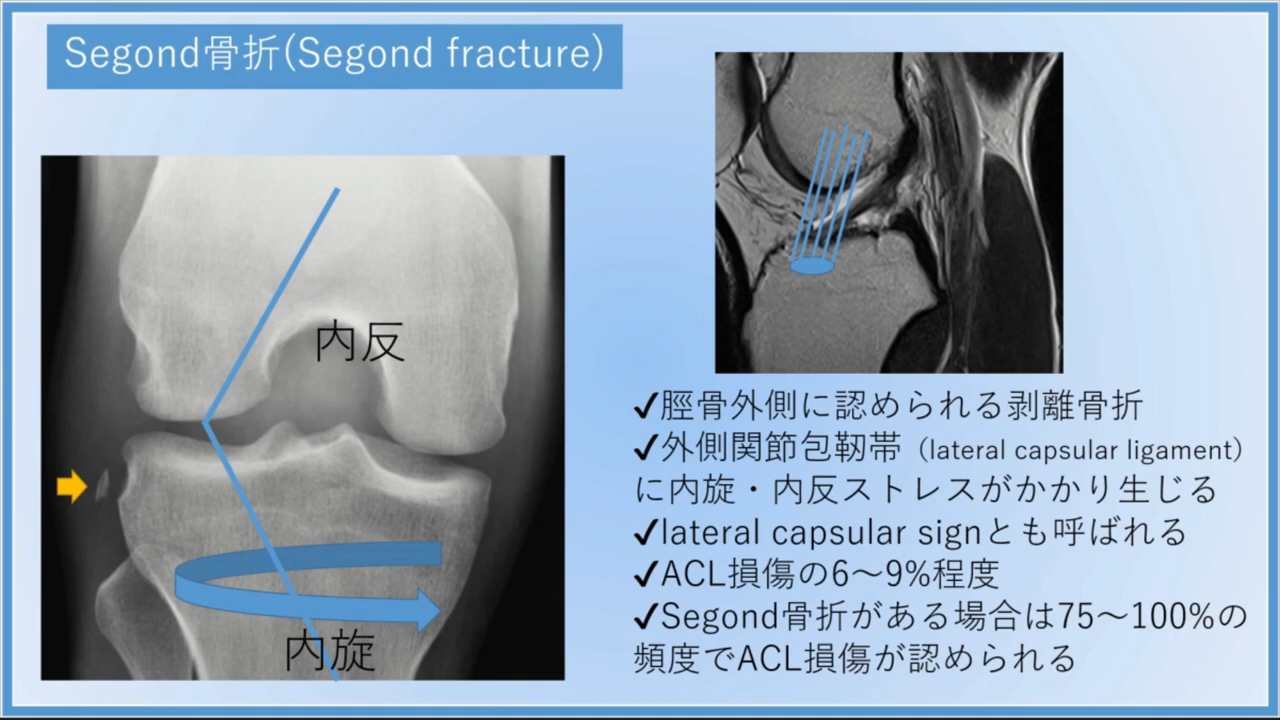 Segond骨折(Segond fracture)
内反
内旋
✓脛骨外側に認められる剥離骨折
✓外側関節包靭帯（lateral capsular ligament）
に内旋・内反ストレスがかかり生じる
✓lateral capsular signとも呼ばれる
✓ACL損傷の6～9%程度
✓Segond骨折がある場合は75～100%の
頻度でACL損傷が認められる